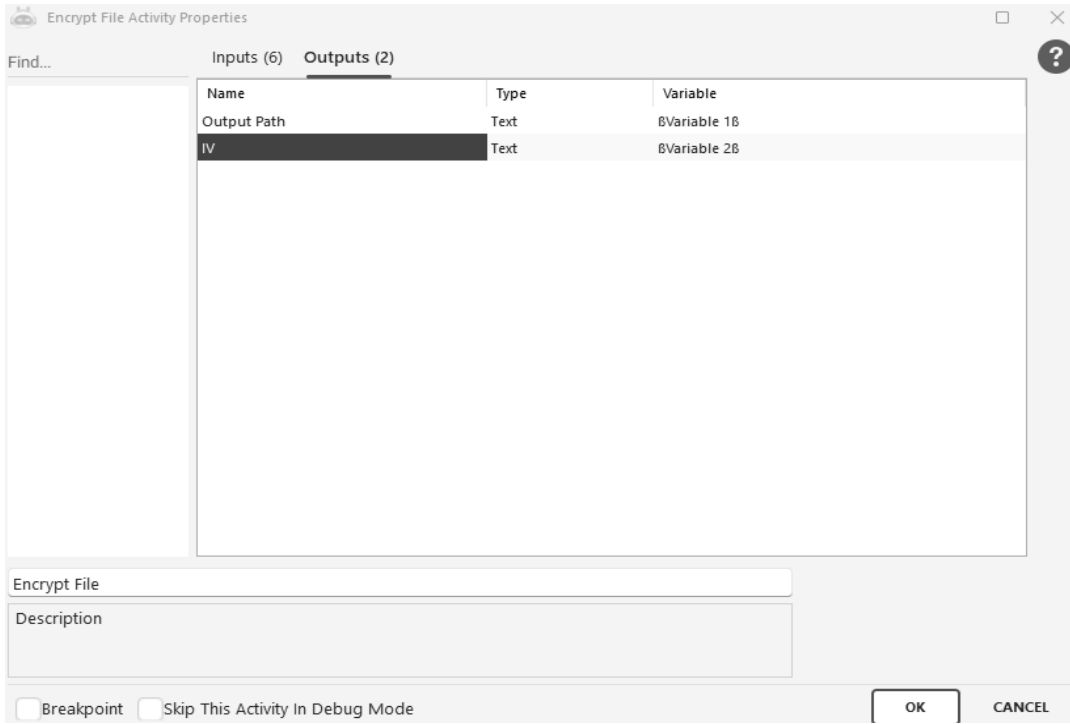 Encrypt File Activity Properties
Find...
Inputs (6) Outputs (2)
?
Name Type Variable
Output Path Text ßVariable 1ß
IV Text ßVariable 2ß
Encrypt File
Description
Breakpoint Skip This Activity In Debug Mode OK CANCEL